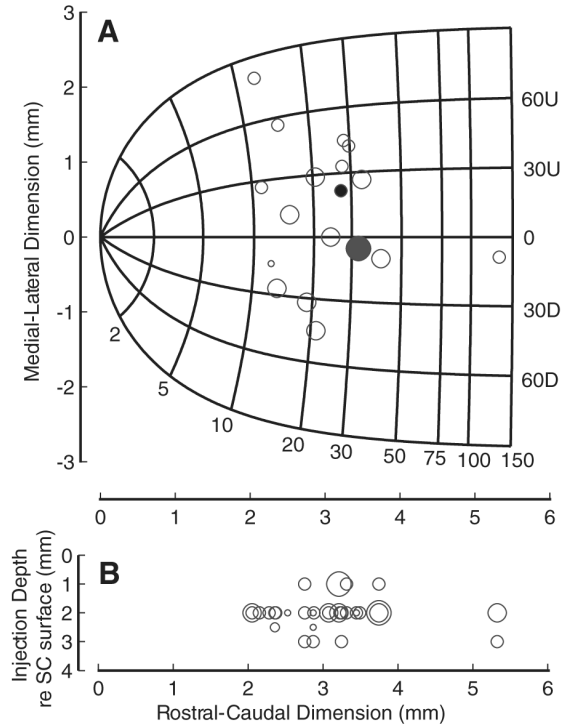 A
3
2
1
0
-1
-2
-3
Medial-Lateral Dimension (mm)
60U
30U
0
30D
60D
2
5
10
20
30
50
75
100
150
0 1 2 3 4 5 6
B
0
1
2
3
4
Injection Depth
re SC surface (mm)
0 1 2 3 4 5 6
Rostral-Caudal Dimension (mm)